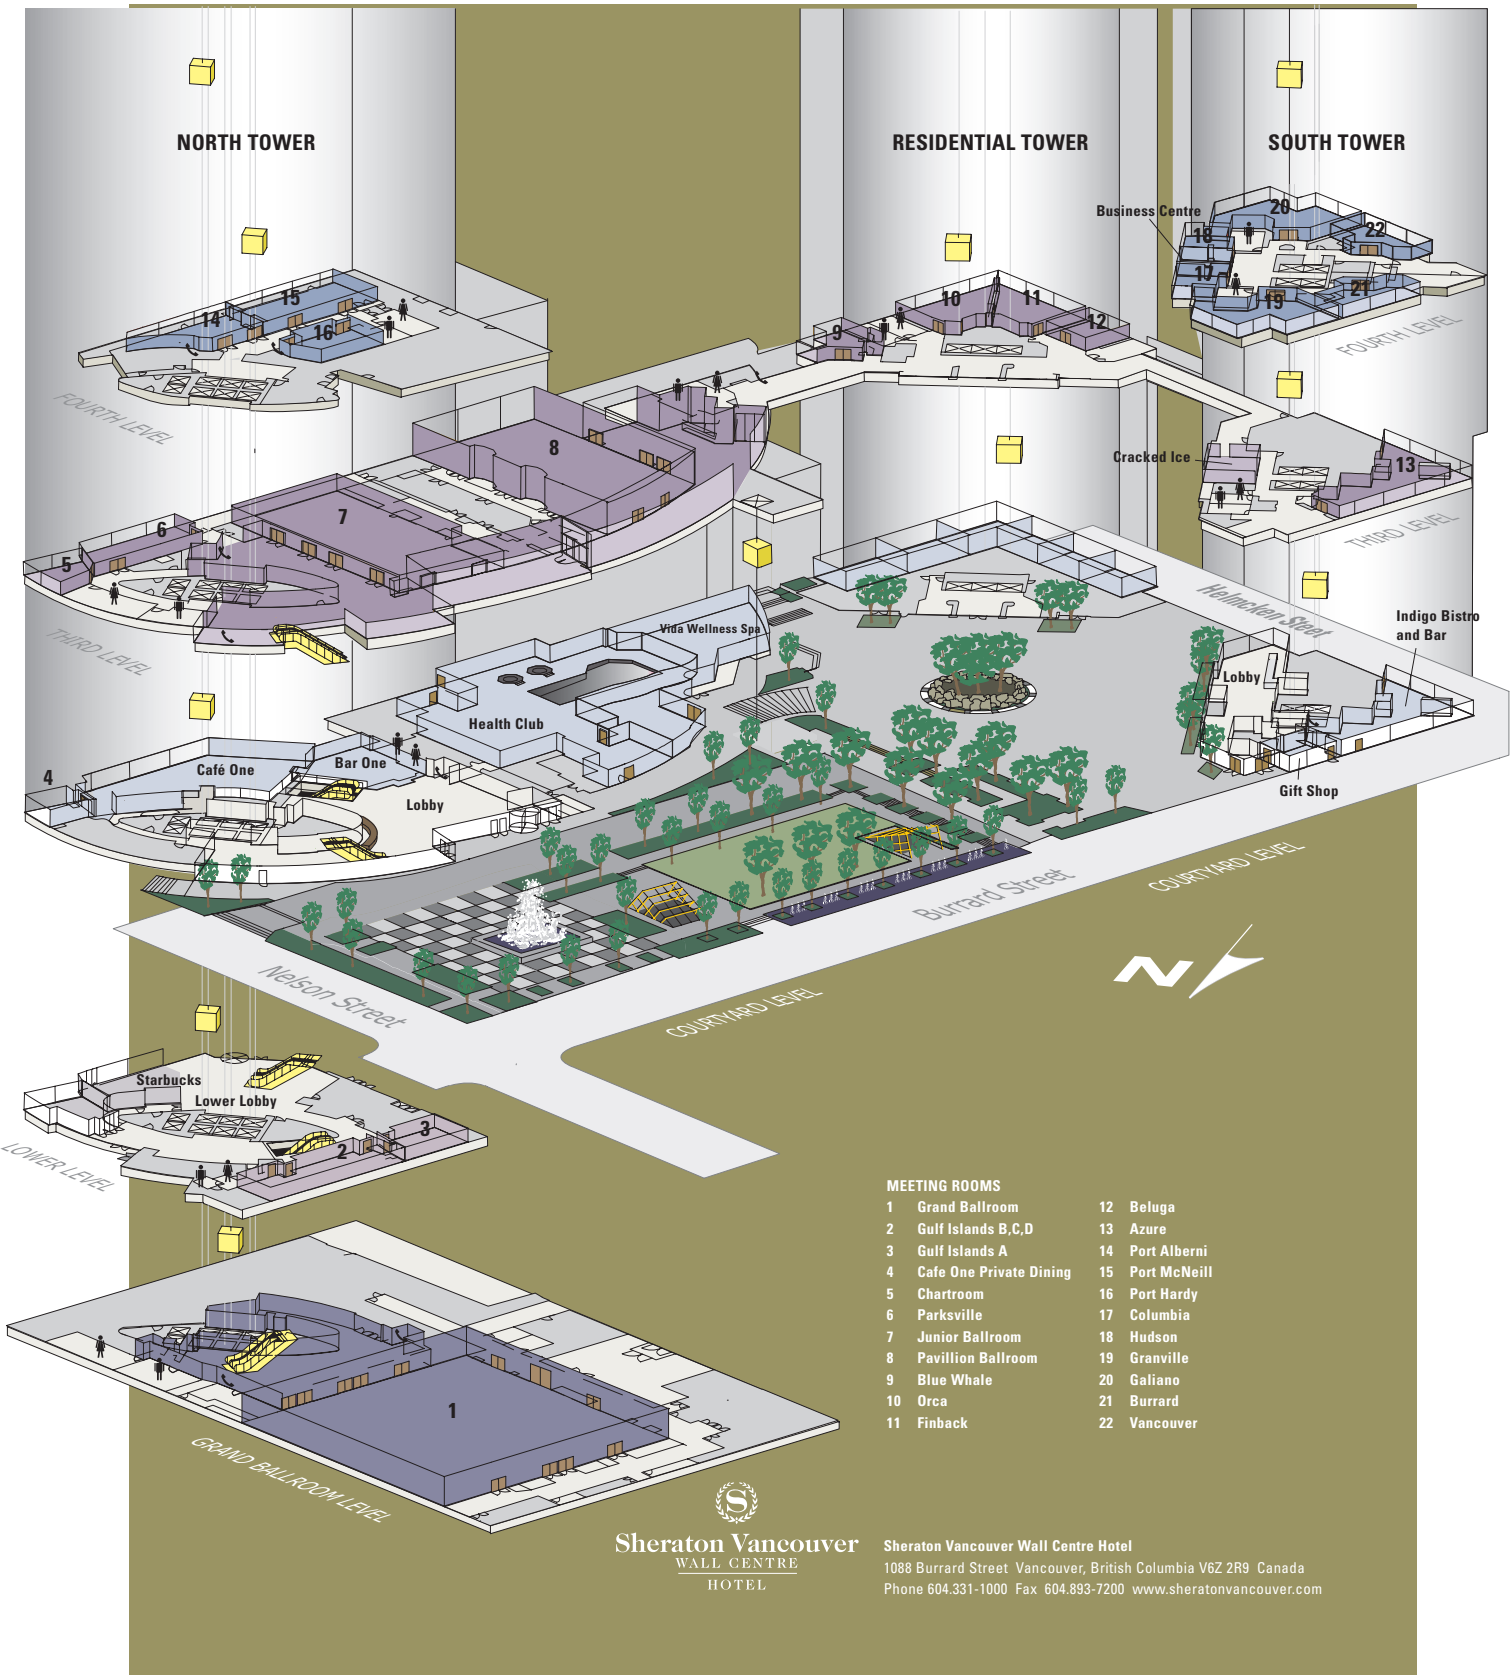 NORTH TOWER
RESIDENTIAL TOWER
SOUTH TOWER
Business Centre
20
22
18
17
21
19
FOURTH LEVEL
15
14
16
FOURTH LEVEL
10
11
12
9
Cracked Ice
13
THIRD LEVEL
8
7
6
5
THIRD LEVEL
Vida Wellness Spa
Helmcken Steet
Indigo Bistro
and Bar
Lobby
Gift Shop
Health Club
4
Café One
Bar One
Lobby
COURTYARD LEVEL
Burrard Street
N
Nelson Street
COURTYARD LEVEL
Starbucks
Lower Lobby
3
2
LOWER LEVEL
1
GRAND BALLROOM LEVEL
MEETING ROOMS
1 Grand Ballroom
2 Gulf Islands B,C,D
3 Gulf Islands A
4 Cafe One Private Dining
5 Chartroom
6 Parksville
7 Junior Ballroom
8 Pavillion Ballroom
9 Blue Whale
10 Orca
11 Finback
12 Beluga
13 Azure
14 Port Alberni
15 Port McNeill
16 Port Hardy
17 Columbia
18 Hudson
19 Granville
20 Galiano
21 Burrard
22 Vancouver
S
Sheraton Vancouver
WALL CENTRE
HOTEL
Sheraton Vancouver Wall Centre Hotel
1088 Burrard Street Vancouver, British Columbia V6Z 2R9 Canada
Phone 604.331-1000 Fax 604.893-7200 www.sheratonvancouver.com